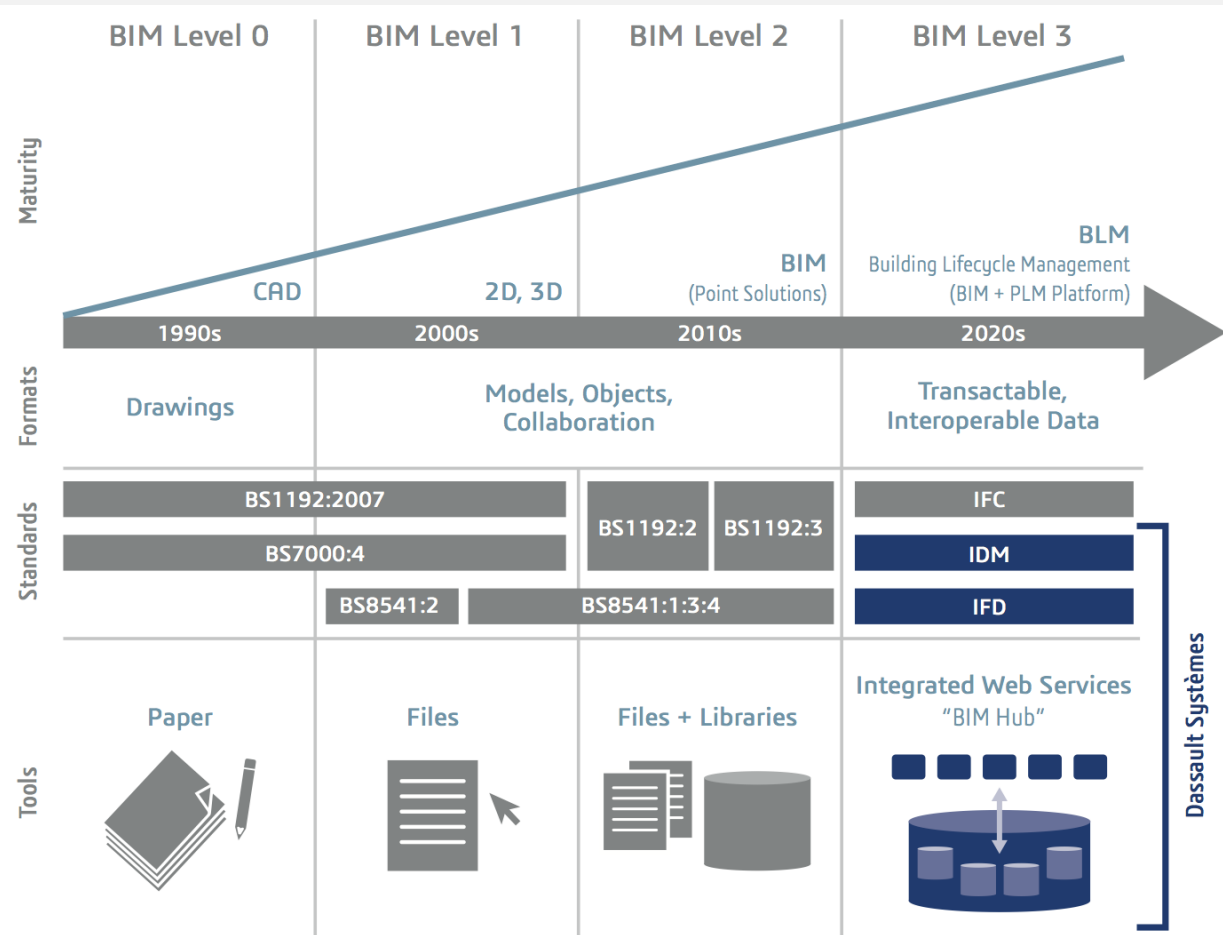 BIM Level 0
BIM Level 1
BIM Level 2
BIM Level 3
Maturity
CAD
2D, 3D
BIM
(Point Solutions)
BLM
Building Lifecycle Management
(BIM + PLM Platform)
1990s
2000s
2010s
2020s
Formats
Drawings
Models, Objects,
Collaboration
Transactable,
Interoperable Data
Standards
BS1192:2007
BS7000:4
BS8541:2
BS8541:1:3:4
BS1192:2
BS1192:3
IFC
IDM
IFD
Tools
Paper
Files
Files + Libraries
Integrated Web Services
“BIM Hub”
Dassault Systèmes